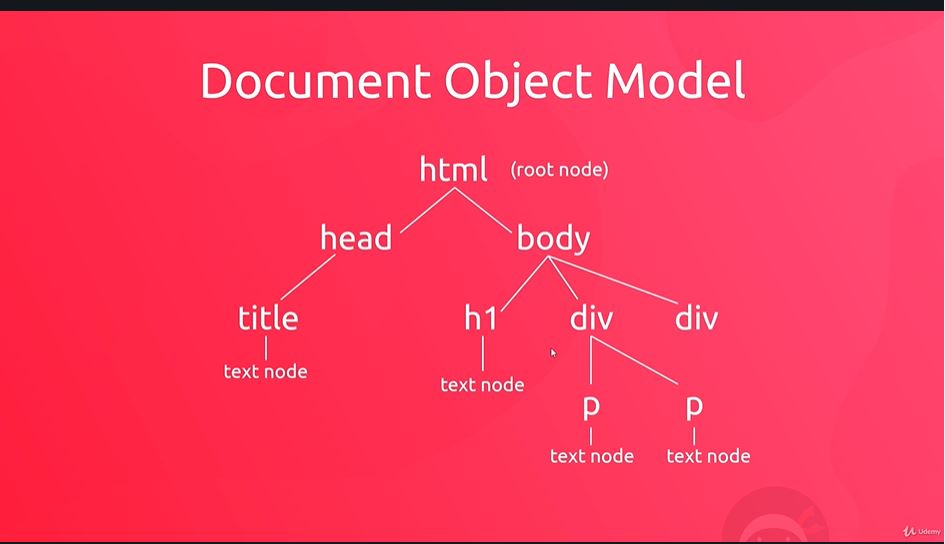 Document Object Model
html (root node)
head body
title h1 div div
text node
text node
p p
text node text node
Udemy